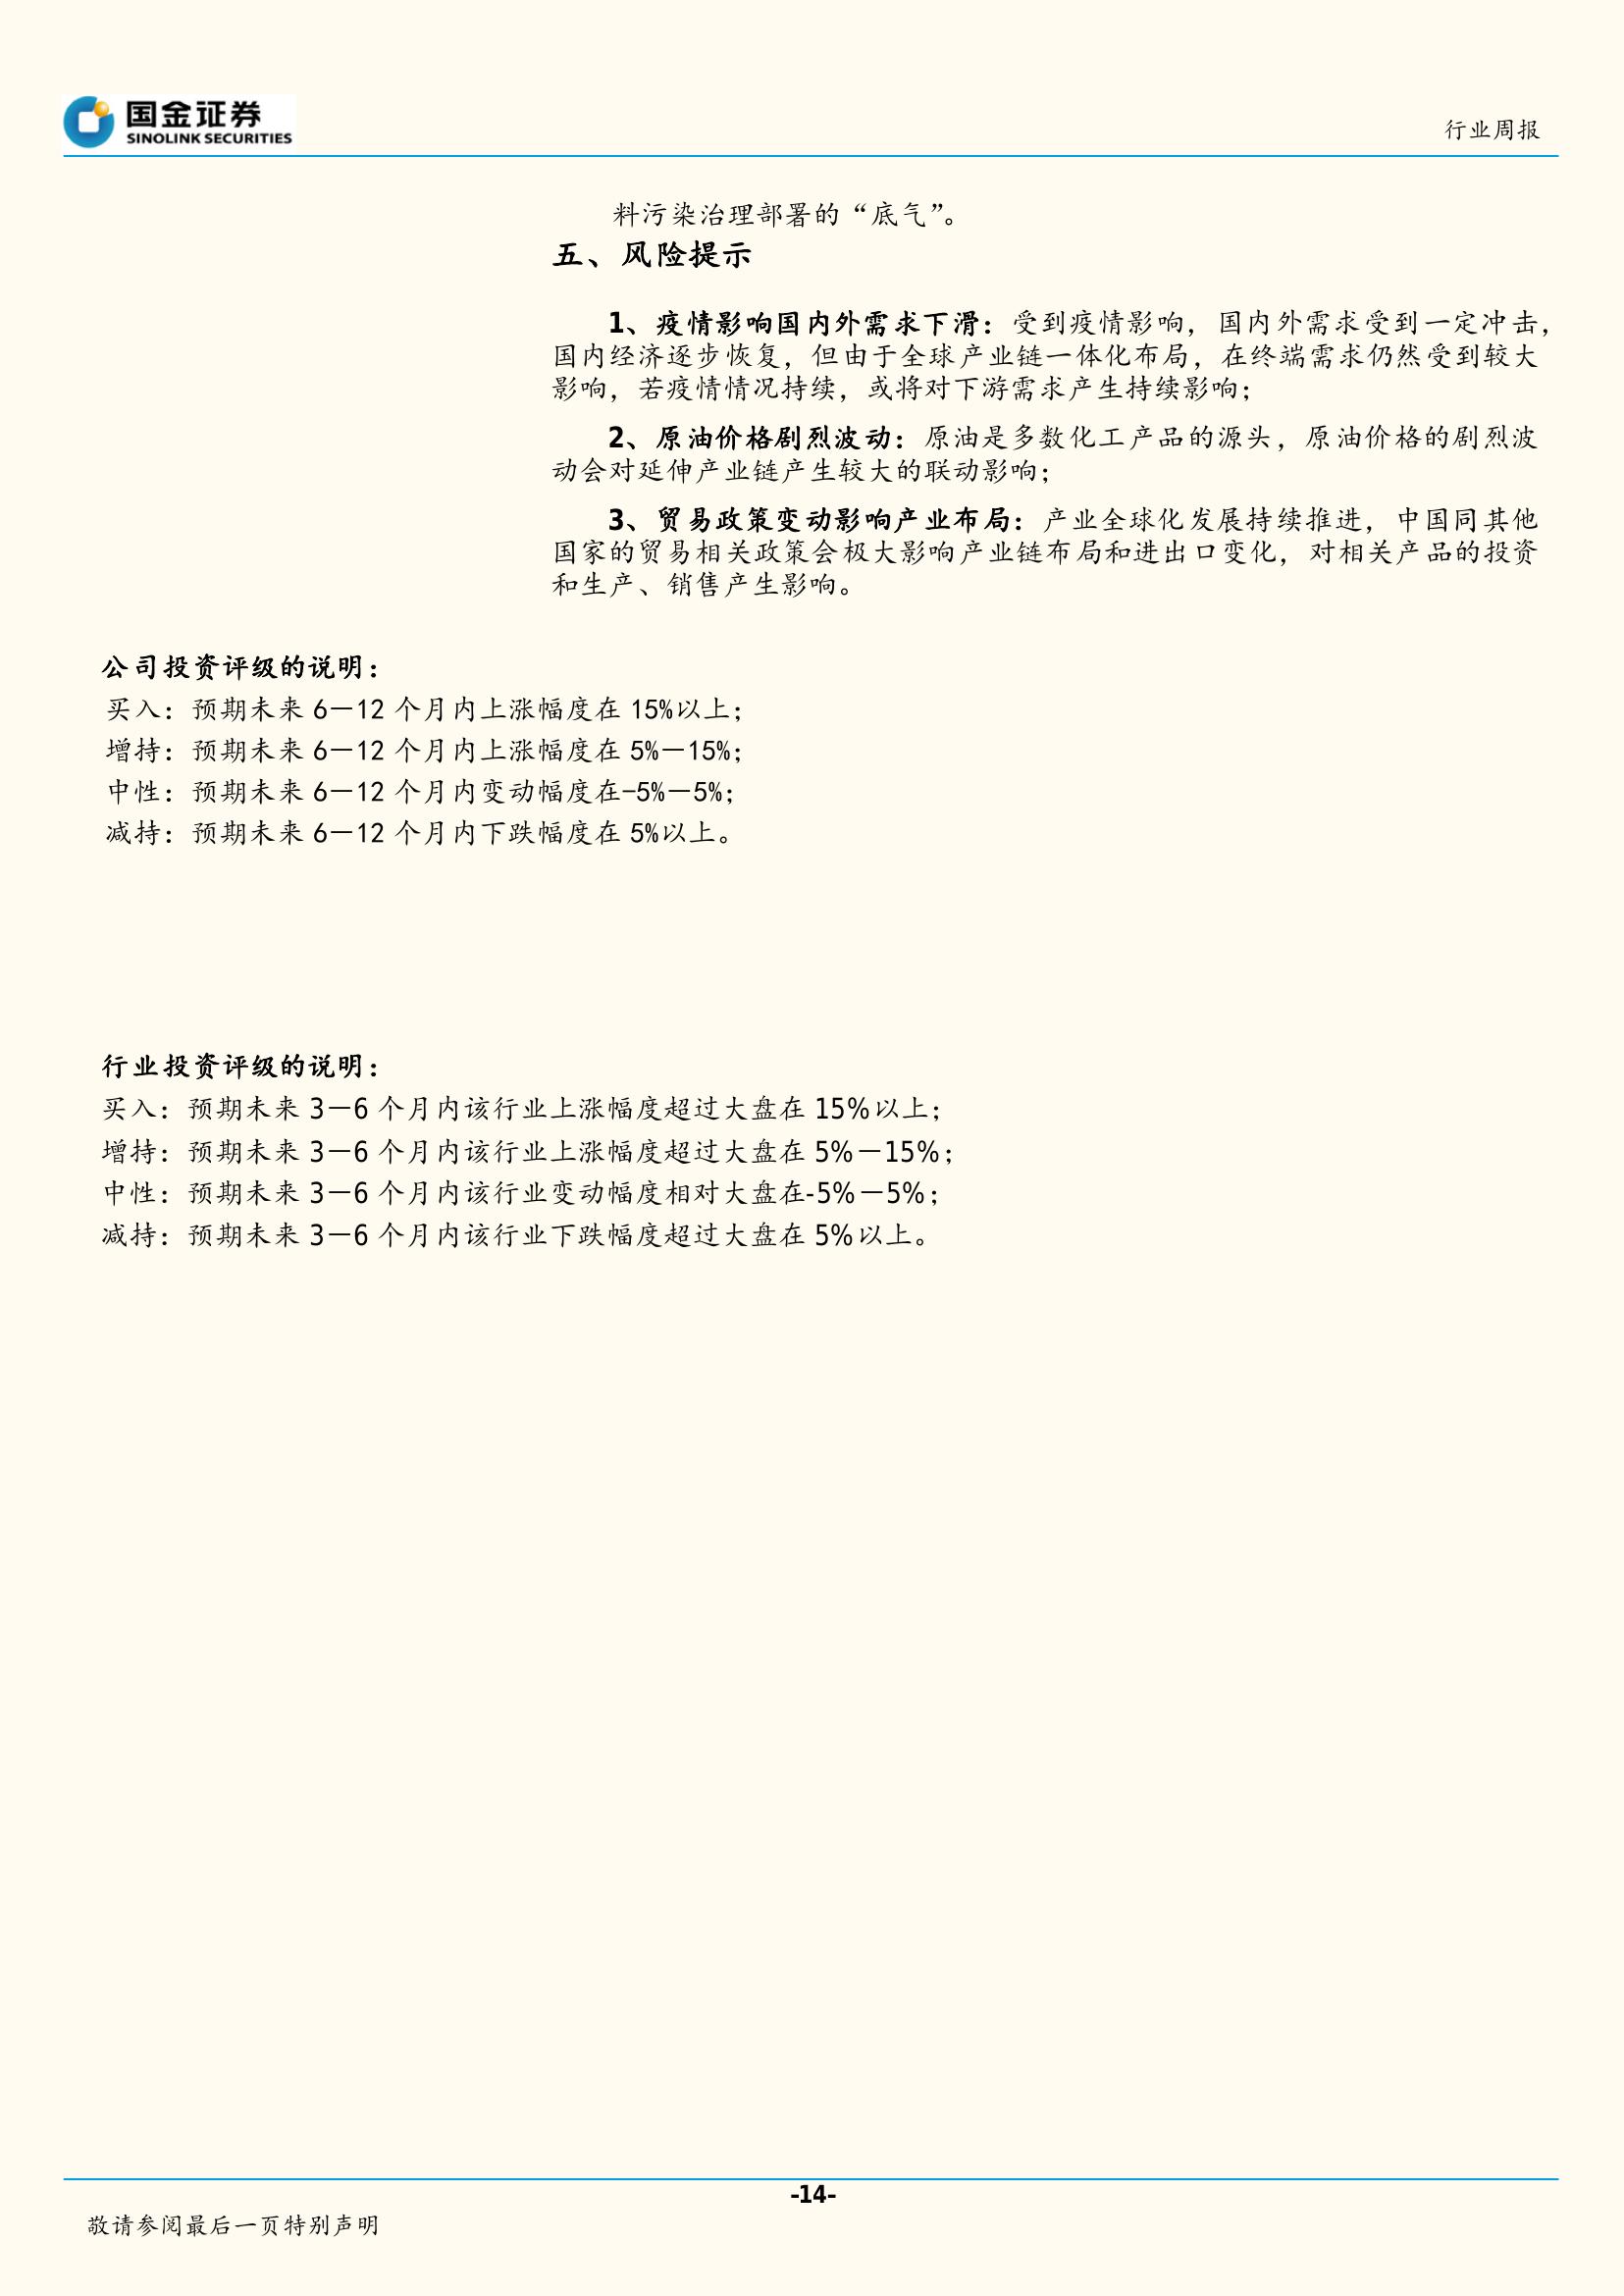 国金证券
SINOLINK SECURITIES
行业周报
料污染治理部署的“底气”。
五、风险提示
1、疫情影响国内外需求下滑：受到疫情影响，国内外需求受到一定冲击，
国内经济逐步恢复，但由于全球产业链一体化布局，在终端需求仍然受到较大
影响，若疫情情况持续，或将对下游需求产生持续影响；
2、原油价格剧烈波动：原油是多数化工产品的源头，原油价格的剧烈波
动会对延伸产业链产生较大的联动影响；
3、贸易政策变动影响产业布局：产业全球化发展持续推进，中国同其他
国家的贸易相关政策会极大影响产业链布局和进出口变化，对相关产品的投资
和生产、销售产生影响。
公司投资评级的说明：
买入：预期未来 6－12 个月内上涨幅度在 15%以上；
增持：预期未来 6－12 个月内上涨幅度在 5%－15%；
中性：预期未来 6－12 个月内变动幅度在-5%－5%；
减持：预期未来 6－12 个月内下跌幅度在 5%以上。
行业投资评级的说明：
买入：预期未来 3－6 个月内该行业上涨幅度超过大盘在 15%以上；
增持：预期未来 3－6 个月内该行业上涨幅度超过大盘在 5%－15%；
中性：预期未来 3－6 个月内该行业变动幅度相对大盘在-5%－5%；
减持：预期未来 3－6 个月内该行业下跌幅度超过大盘在 5%以上。
-14-
敬请参阅最后一页特别声明